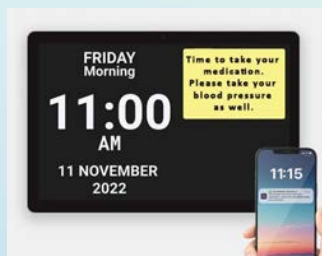 FRIDAY
Morning
11:00
AM
11 NOVEMBER
2022
Time to take your
medication.
Please take your
blood pressure
as well.
11:15